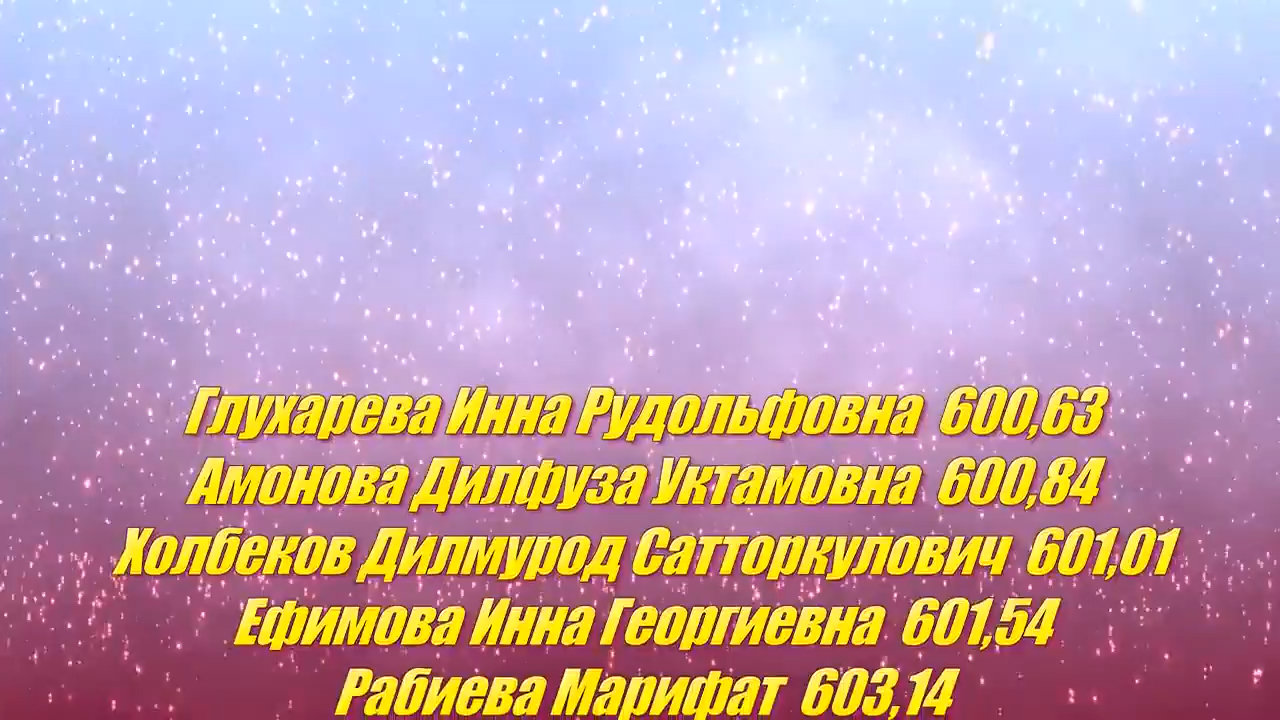 Глухарева Инна Рудольфовна 600,63
Амонова Дилфуза Уктамовна 600,84
Холбеков Дилмурод Сатторкулович 601,01
Ефимова Инна Георгиевна 601,54
Рабиева Марифат 603,14